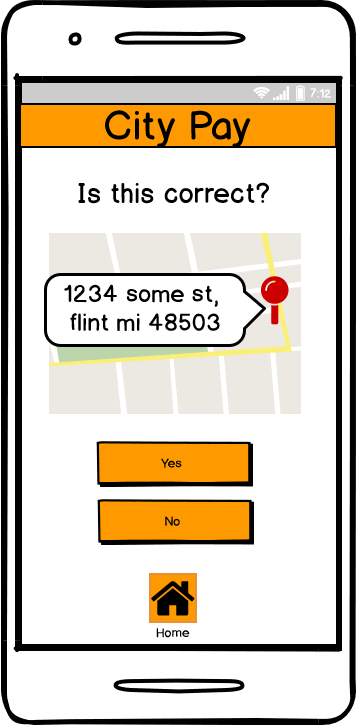 7:12
City Pay
Is this correct?
1234 some st,
flint mi 48503
Yes
No
Home